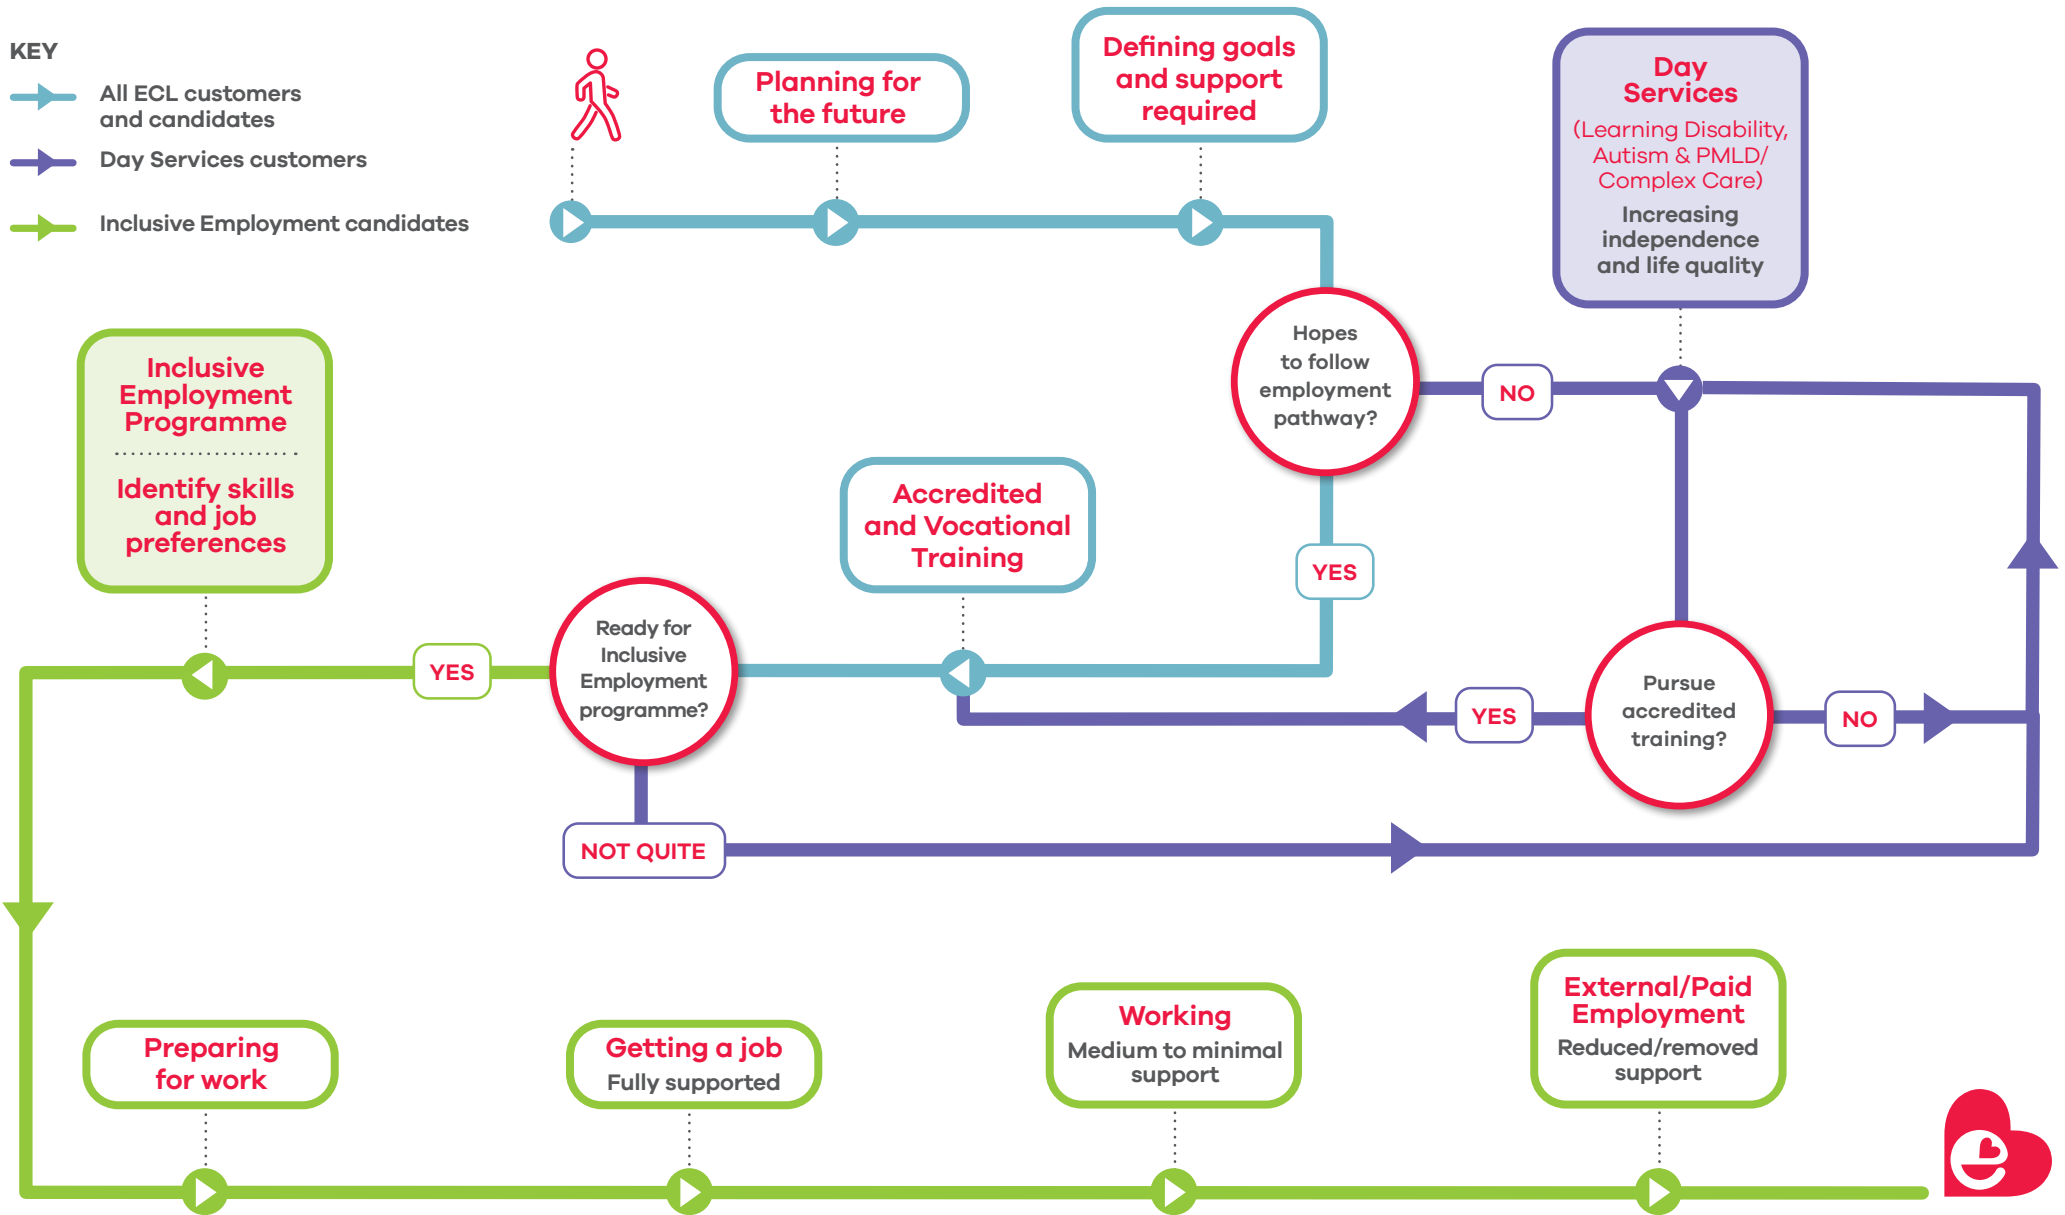 KEY
All ECL customers
and candidates
Day Services customers
Inclusive Employment candidates
Planning for
the future
Defining goals
and support
required
Day
Services
(Learning Disability,
Autism & PMLD/
Complex Care)
Increasing
independence
and life quality
Hopes
to follow
employment
pathway?
NO
YES
Inclusive
Employment
Programme
Identify skills
and job
preferences
Accredited
and Vocational
Training
Ready for
Inclusive
Employment
programme?
YES
NOT QUITE
Pursue
accredited
training?
YES
NO
Preparing
for work
Getting a job
Fully supported
Working
Medium to minimal
support
External/Paid
Employment
Reduced/removed
support
e